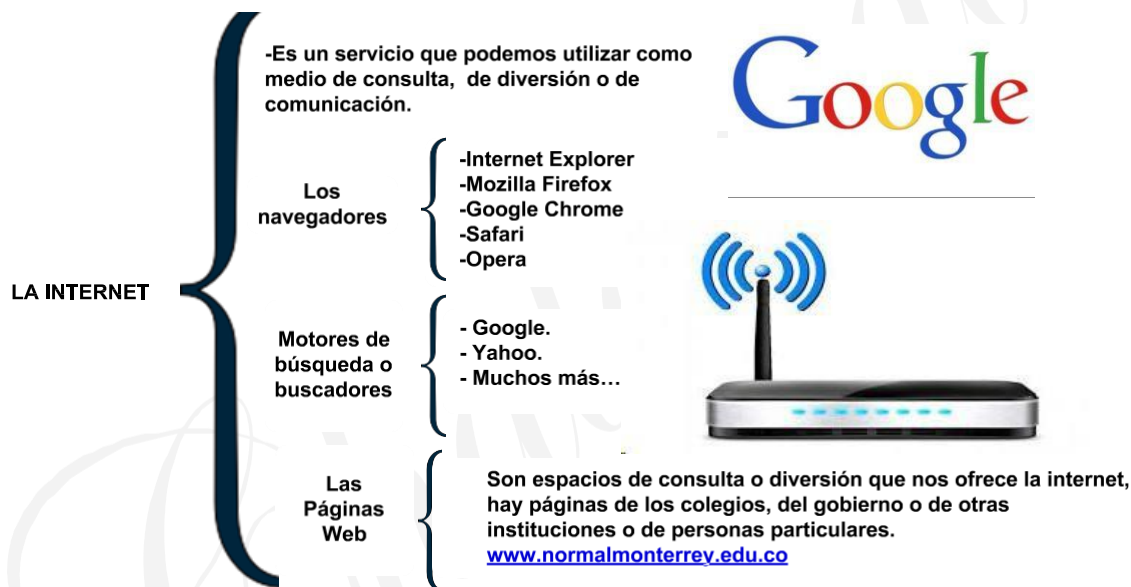 -Es un servicio que podemos utilizar como
medio de consulta, de diversión o de
comunicación.
Google
Los
navegadores
-Internet Explorer
-Mozilla Firefox
-Google Chrome
-Safari
-Opera
LA INTERNET
Motores de
búsqueda o
buscadores
- Google.
- Yahoo.
- Muchos más…
Las
Páginas
Web
Son espacios de consulta o diversión que nos ofrece la internet,
hay páginas de los colegios, del gobierno o de otras
instituciones o de personas particulares.
www.normalmonterrey.edu.co